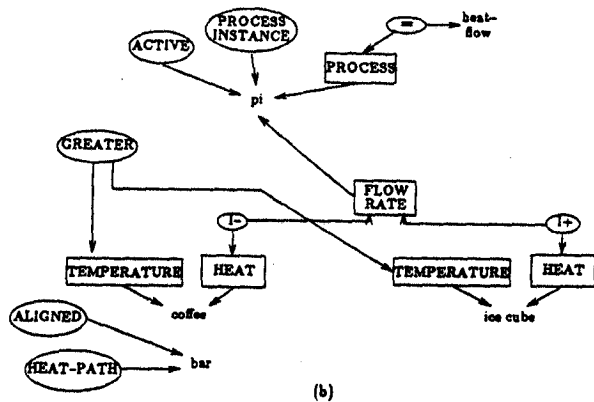 PROCESS
INSTANCE
ACTIVE
=
heat-
flow
PROCESS
pi
GREATER
FLOW
RATE
I-
I+
TEMPERATURE
HEAT
TEMPERATURE
HEAT
coffee
ice cube
ALIGNED
HEAT-PATH
bar
(b)